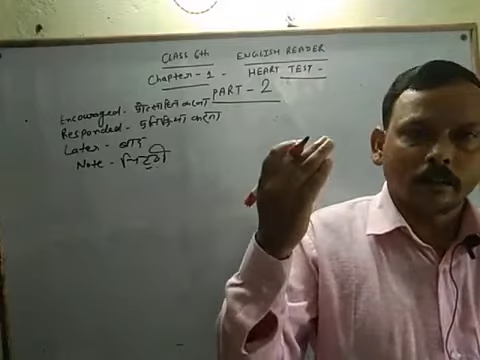 CLASS 6th ENGLISH READER
Chapter - 1 - HEART TEST -
PART - 2
Encouraged - प्रोत्साहित करना
Responded - प्रतिक्रिया करना
Later - बाद
Note - चिट्ठी